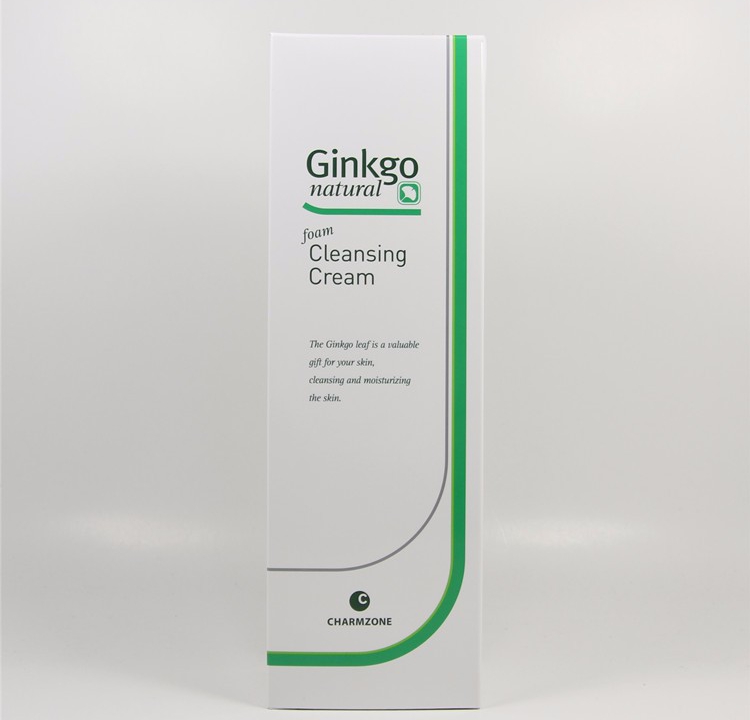 Ginkgo
natural
foam
Cleansing
Cream
The Ginkgo leaf is a valuable
gift for your skin,
cleansing and moisturizing
the skin.
C
CHARMZONE